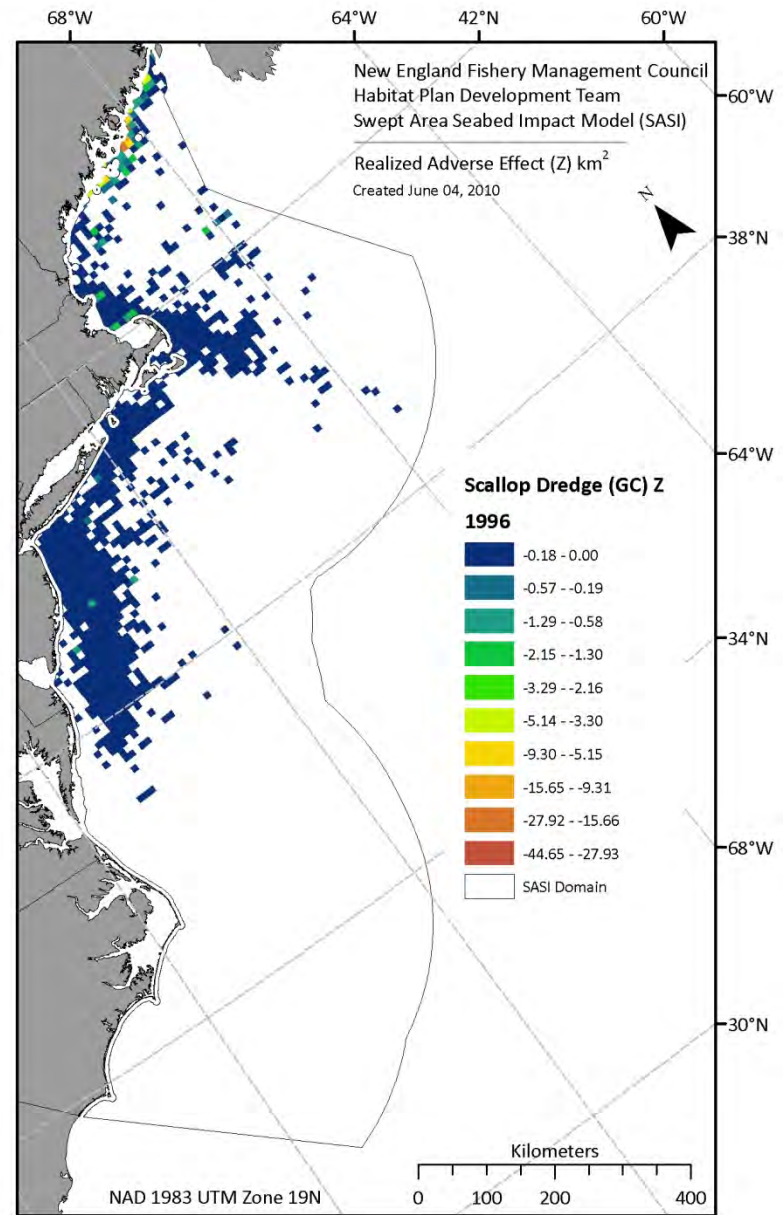 68°W 64°W 42°N 60°W
New England Fishery Management Council
Habitat Plan Development Team
Swept Area Seabed Impact Model (SASI)
Realized Adverse Effect (Z) km²
Created June 04, 2010
60°W
N
38°N
64°W
Scallop Dredge (GC) Z
1996
-0.18 - 0.00
-0.57 - -0.19
-1.29 - -0.58
34°N
-2.15 - -1.30
-3.29 - -2.16
-5.14 - -3.30
-9.30 - -5.15
-15.65 - -9.31
-27.92 - -15.66
68°W
-44.65 - -27.93
SASI Domain
30°N
Kilometers
NAD 1983 UTM Zone 19N
0 100 200 300 400